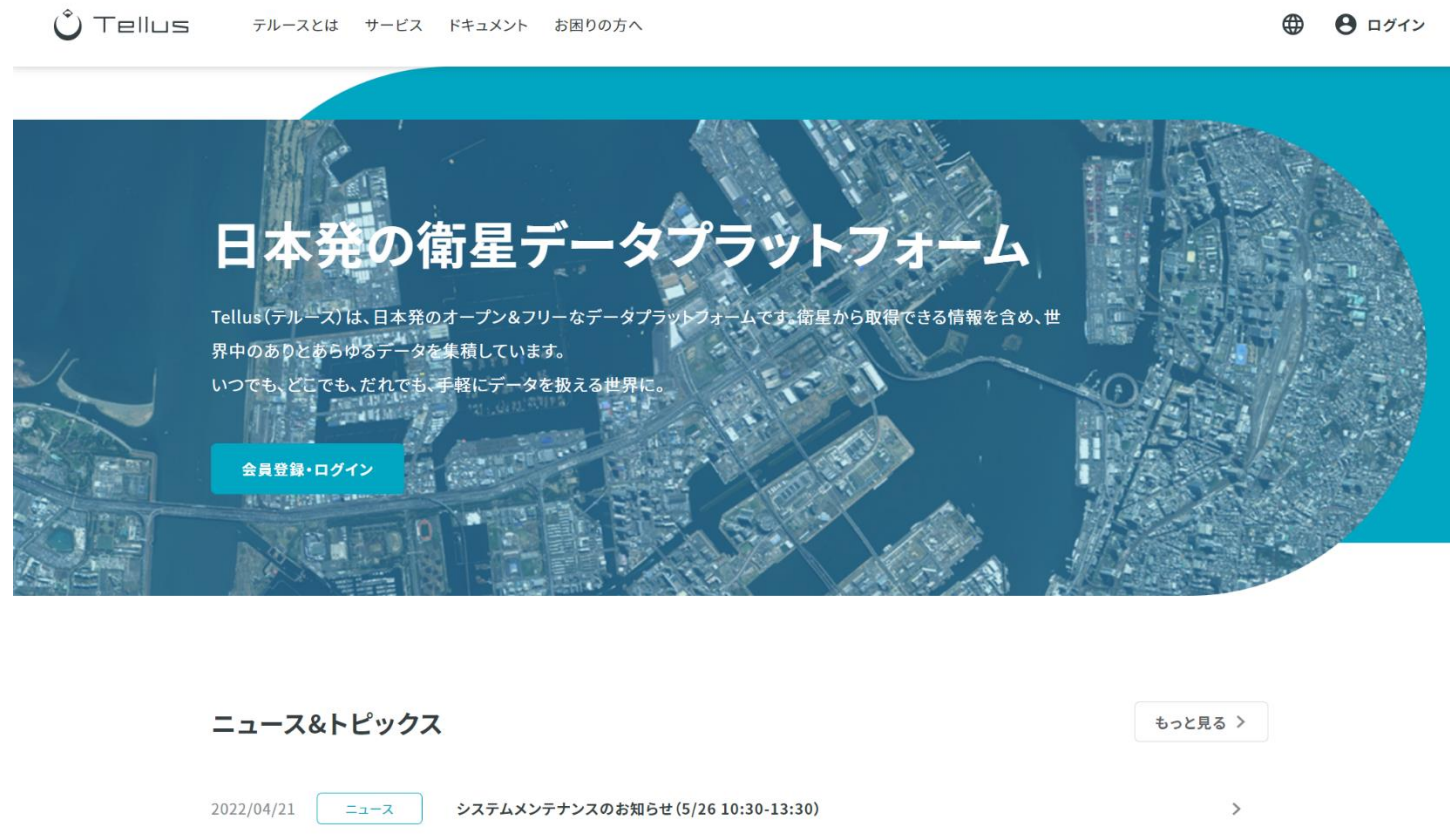 Tellus
テルースとは サービス ドキュメント お困りの方へ
ログイン
日本発の衛星データプラットフォーム
Tellus（テルース）は、日本発のオープン&フリーなデータプラットフォームです。衛星から取得できる情報を含め、世
界中のありとあらゆるデータを集積しています。
いつでも、どこでも、だれでも、手軽にデータを扱える世界に。
会員登録・ログイン
ニュース&トピックス
もっと見る
2022/04/21 ニュース システムメンテナンスのお知らせ（5/26 10:30-13:30）